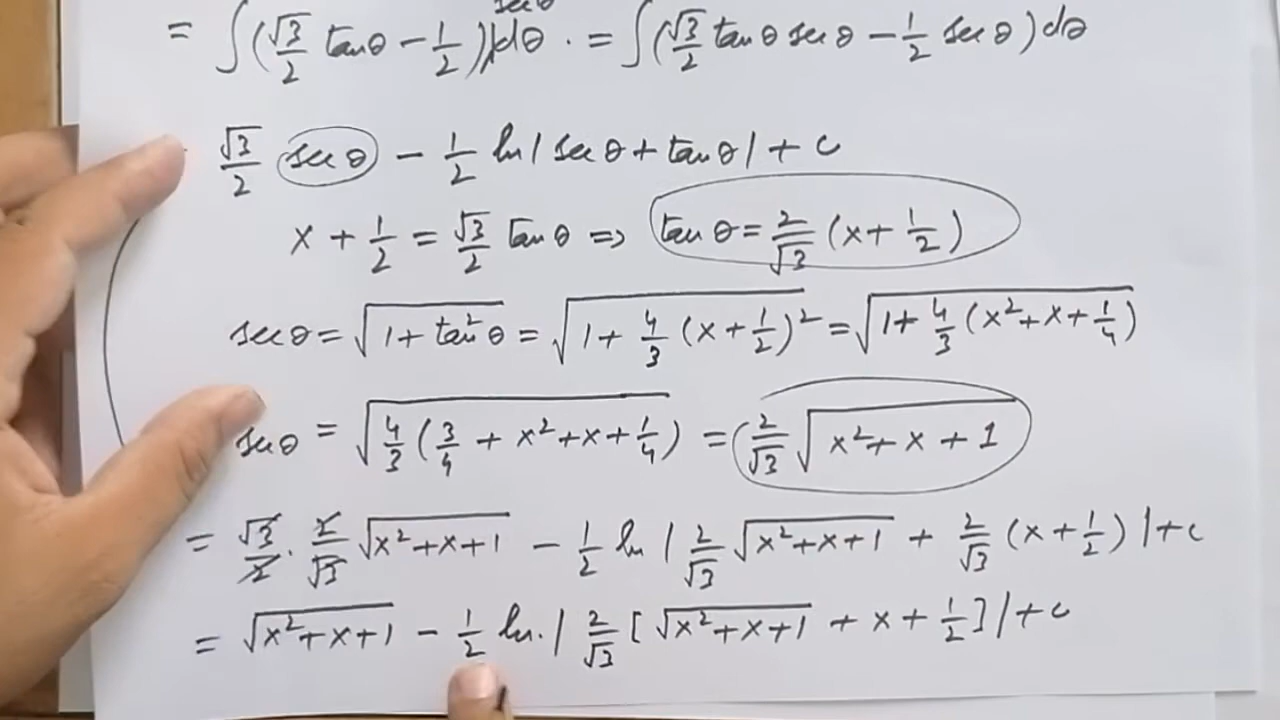 = ∫(√3/2 tanθ − 1/2) secθ dθ . = ∫(√3/2 tanθ secθ − 1/2 secθ) dθ
√3/2 secθ − 1/2 ln|secθ + tanθ| + c
x + 1/2 = √3/2 tanθ => tanθ = 2/√3 (x + 1/2)
secθ = √(1 + tan²θ) = √(1 + 4/3 (x + 1/2)²) = √(1 + 4/3 (x² + x + 1/4))
secθ = √(4/3 (3/4 + x² + x + 1/4)) = (2/√3 √(x² + x + 1)
= √3/2 . 2/√3 √(x² + x + 1) − 1/2 ln|2/√3 √(x² + x + 1) + 2/√3 (x + 1/2)| + c
= √(x² + x + 1) − 1/2 ln.|2/√3 [√(x² + x + 1) + x + 1/2]| + c